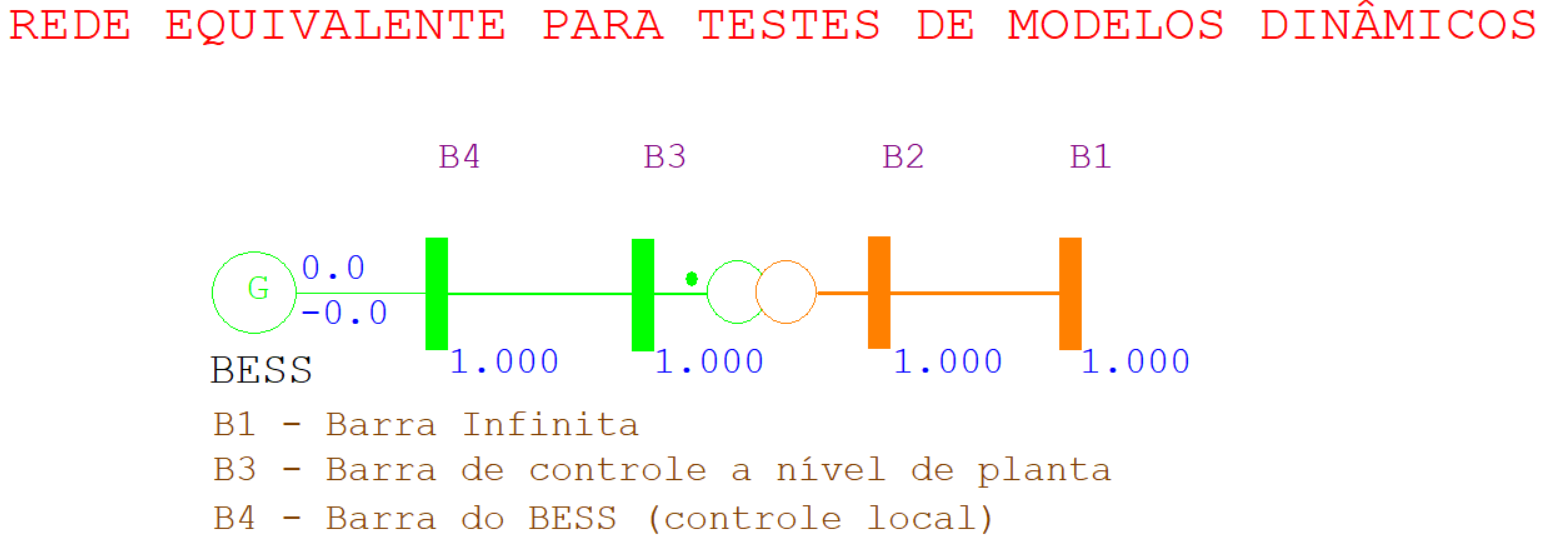 REDE EQUIVALENTE PARA TESTES DE MODELOS DINÂMICOS
B4 B3 B2 B1
G 0.0
-0.0
BESS 1.000 1.000 1.000 1.000
B1 - Barra Infinita
B3 - Barra de controle a nível de planta
B4 - Barra do BESS (controle local)